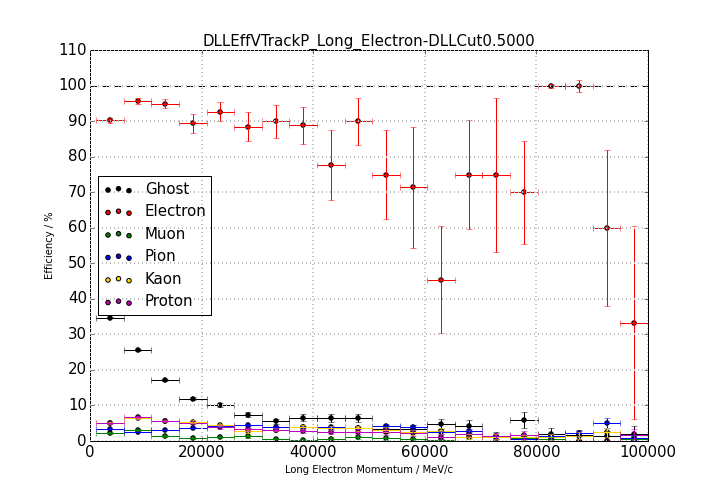 DLLEffVTrackP_Long_Electron-DLLCut0.5000
110
100
90
80
70
60
50
40
30
20
10
0
Efficiency / %
Ghost
Electron
Muon
Pion
Kaon
Proton
0 20000 40000 60000 80000 100000
Long Electron Momentum / MeV/c